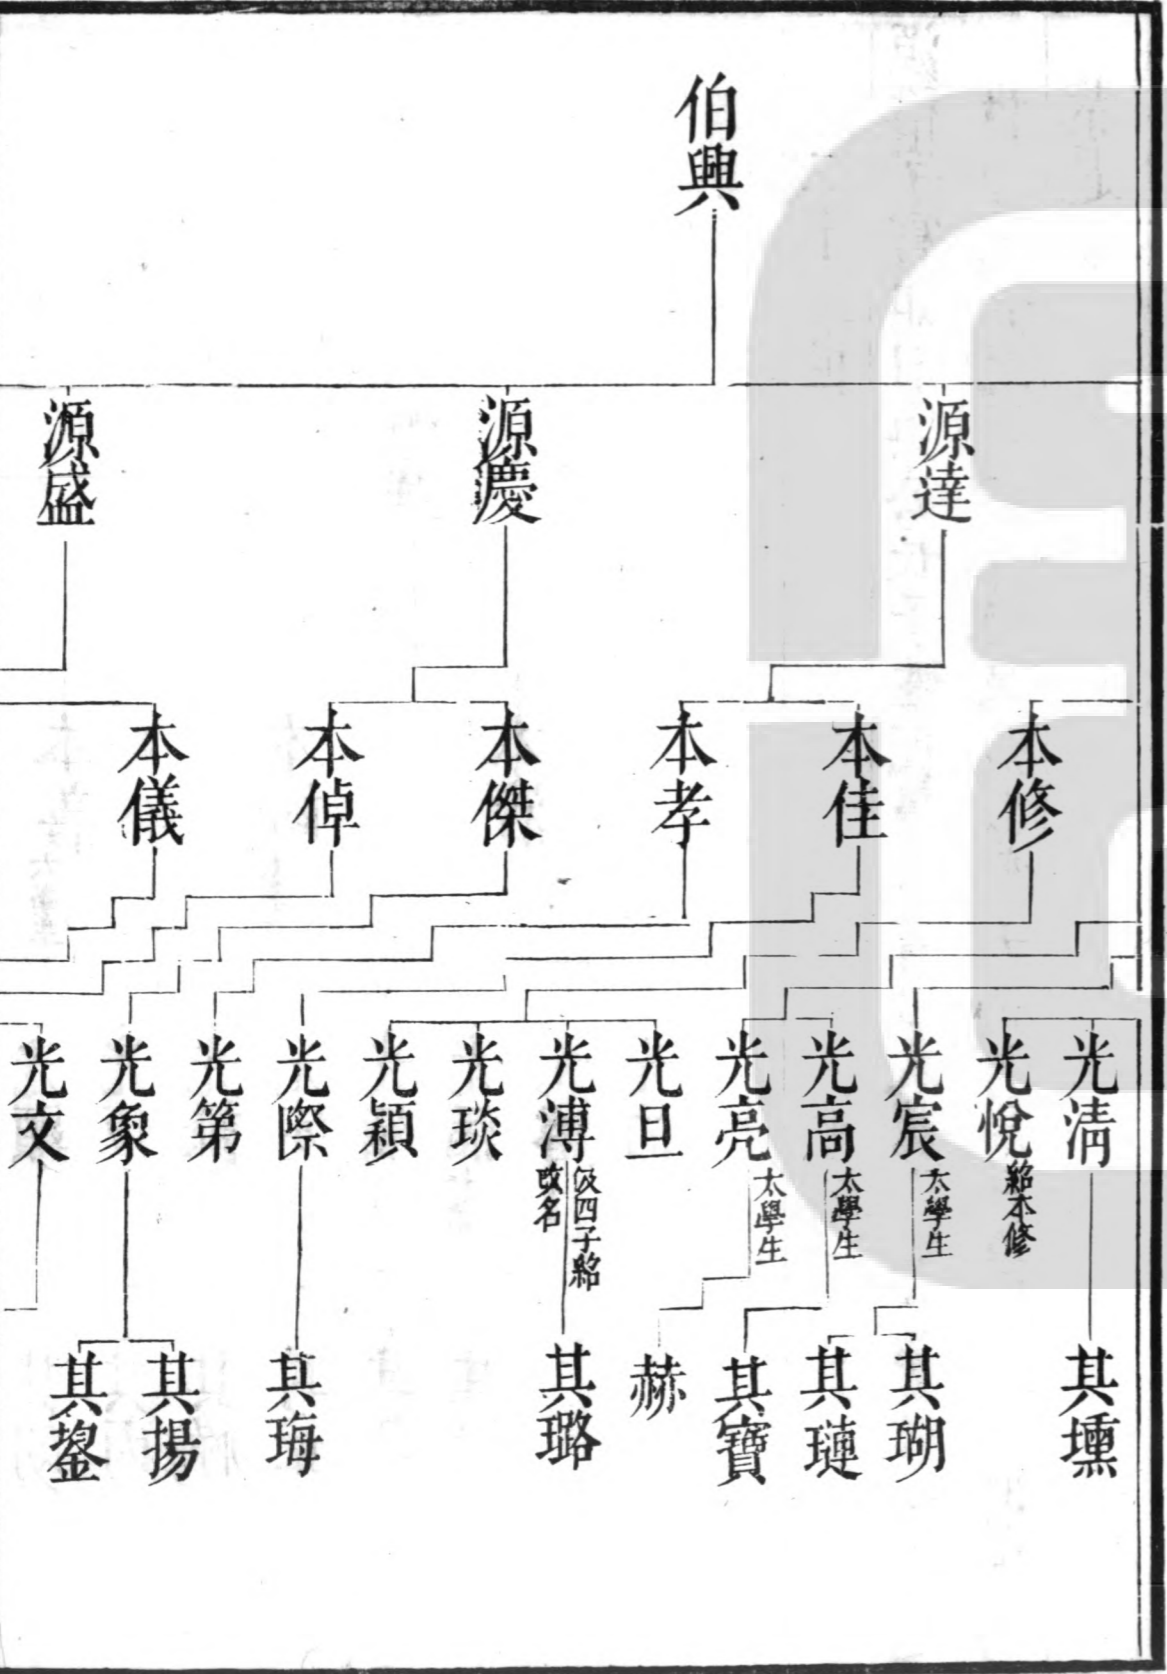 伯興
源達
源慶
源盛
本修
本佳
本孝
本傑
本倬
本儀
光淸
光悅
紹本修
光宸
太學生
光高
太學生
光亮
太學生
光旦
光溥
仅四子紹
改名
光琰
光穎
光際
光第
光象
光文
其壎
其瑚
其璉
其寶
赫
其璐
其珻
其揚
其鋆